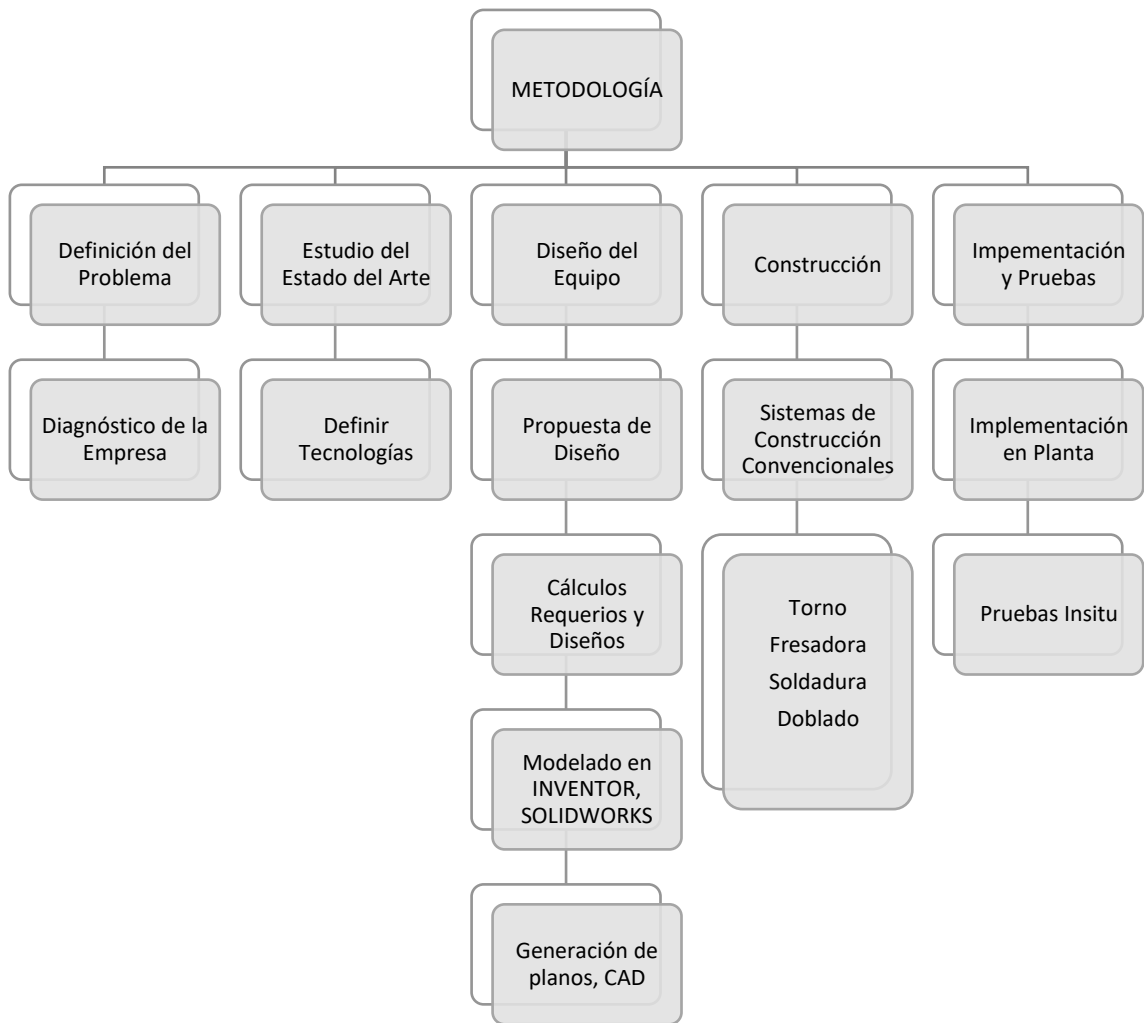 METODOLOGÍA
Definición del
Problema
Estudio del
Estado del Arte
Diseño del
Equipo
Construcción
Impementación
y Pruebas
Diagnóstico de la
Empresa
Definir
Tecnologías
Propuesta de
Diseño
Sistemas de
Construcción
Convencionales
Implementación
en Planta
Cálculos
Requerios y
Diseños
Torno
Fresadora
Soldadura
Doblado
Pruebas Insitu
Modelado en
INVENTOR,
SOLIDWORKS
Generación de
planos, CAD